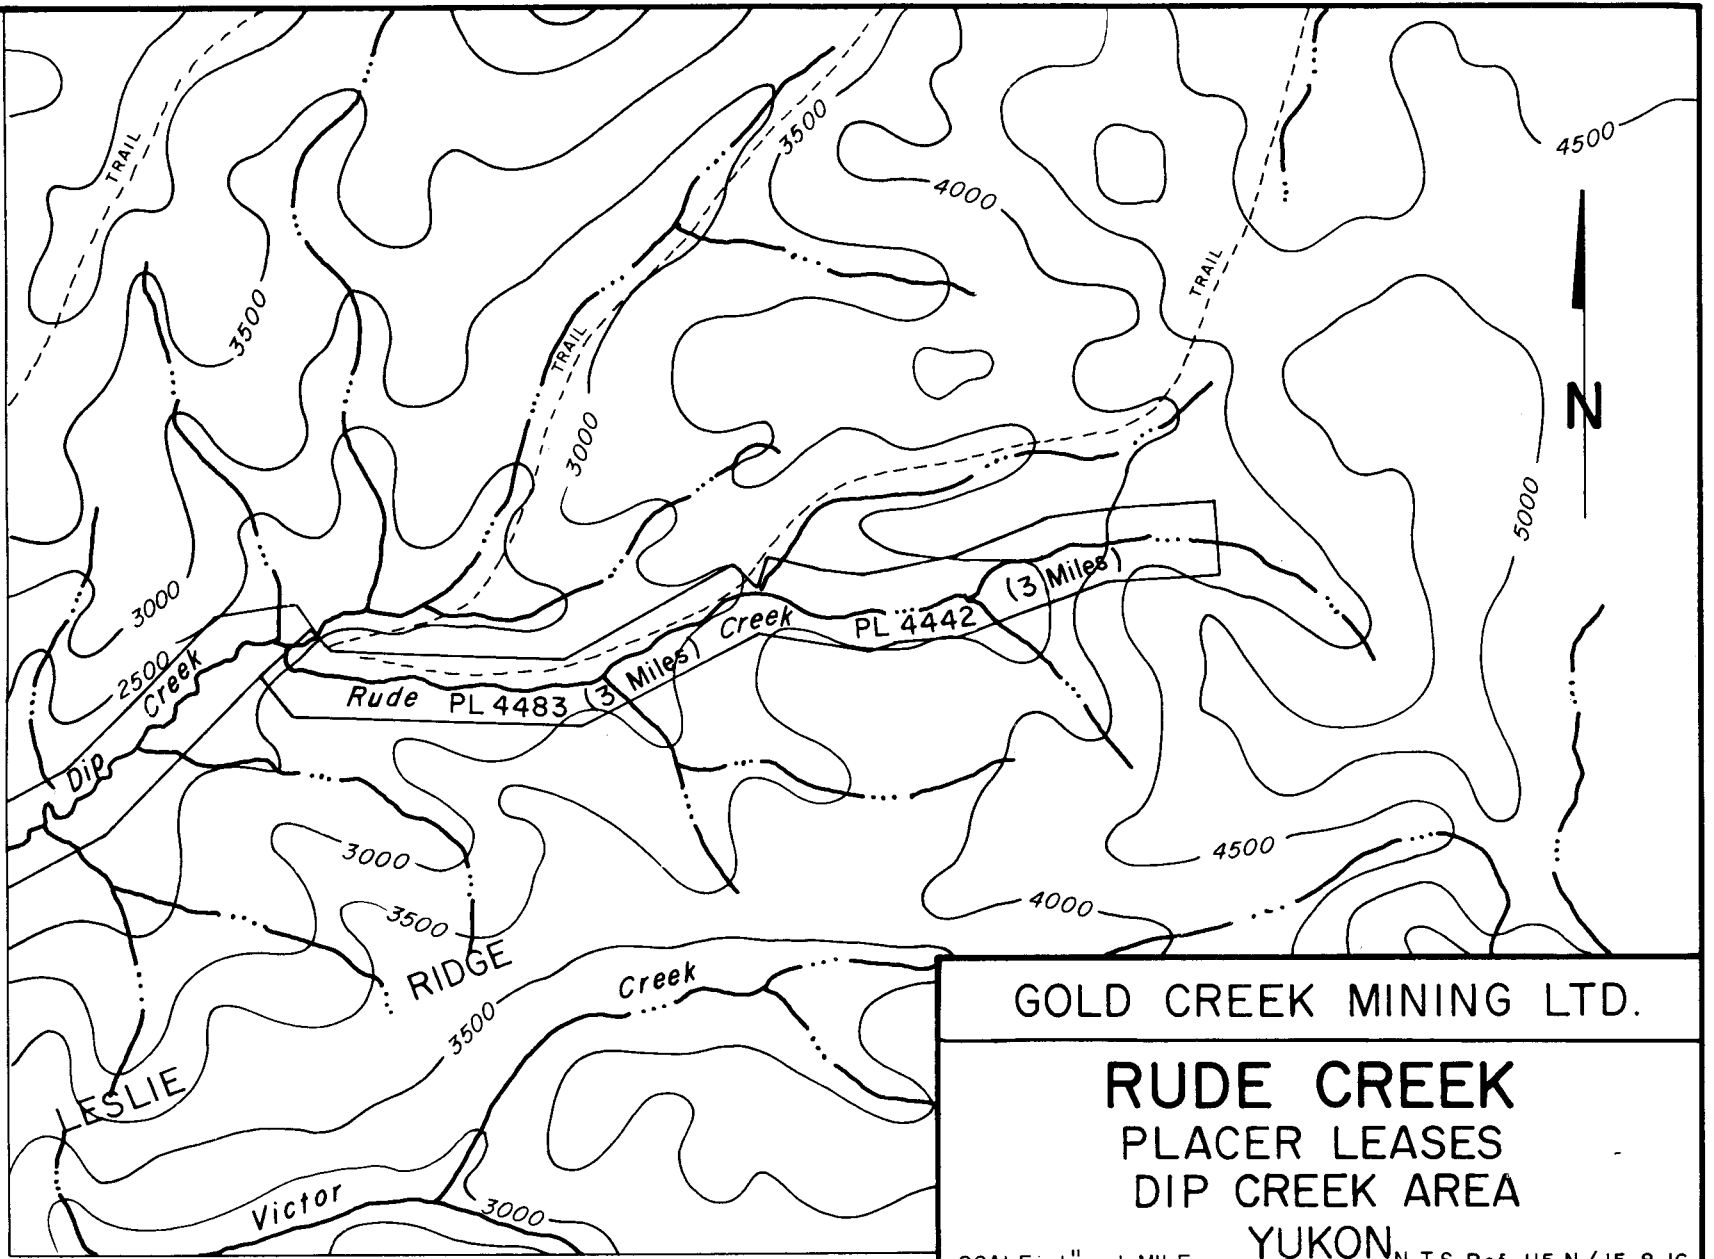 TRAIL
3500
4000
4500
TRAIL
3500
TRAIL
N
3000
5000
3000
(3 Miles)
Creek
PL 4442
2500
Creek
(3 Miles)
Rude
PL 4483
Dip
3000
4500
4000
3500
RIDGE
Creek
3500
LESLIE
Victor
3000
GOLD CREEK MINING LTD.
RUDE CREEK
PLACER LEASES
DIP CREEK AREA
YUKON